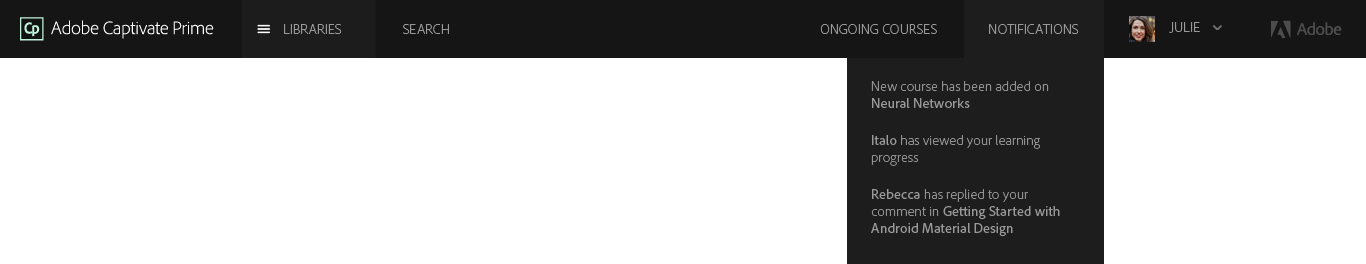 Cp Adobe Captivate Prime LIBRARIES SEARCH ONGOING COURSES NOTIFICATIONS JULIE Adobe
New course has been added on
Neural Networks
Italo has viewed your learning
progress
Rebecca has replied to your
comment in Getting Started with
Android Material Design